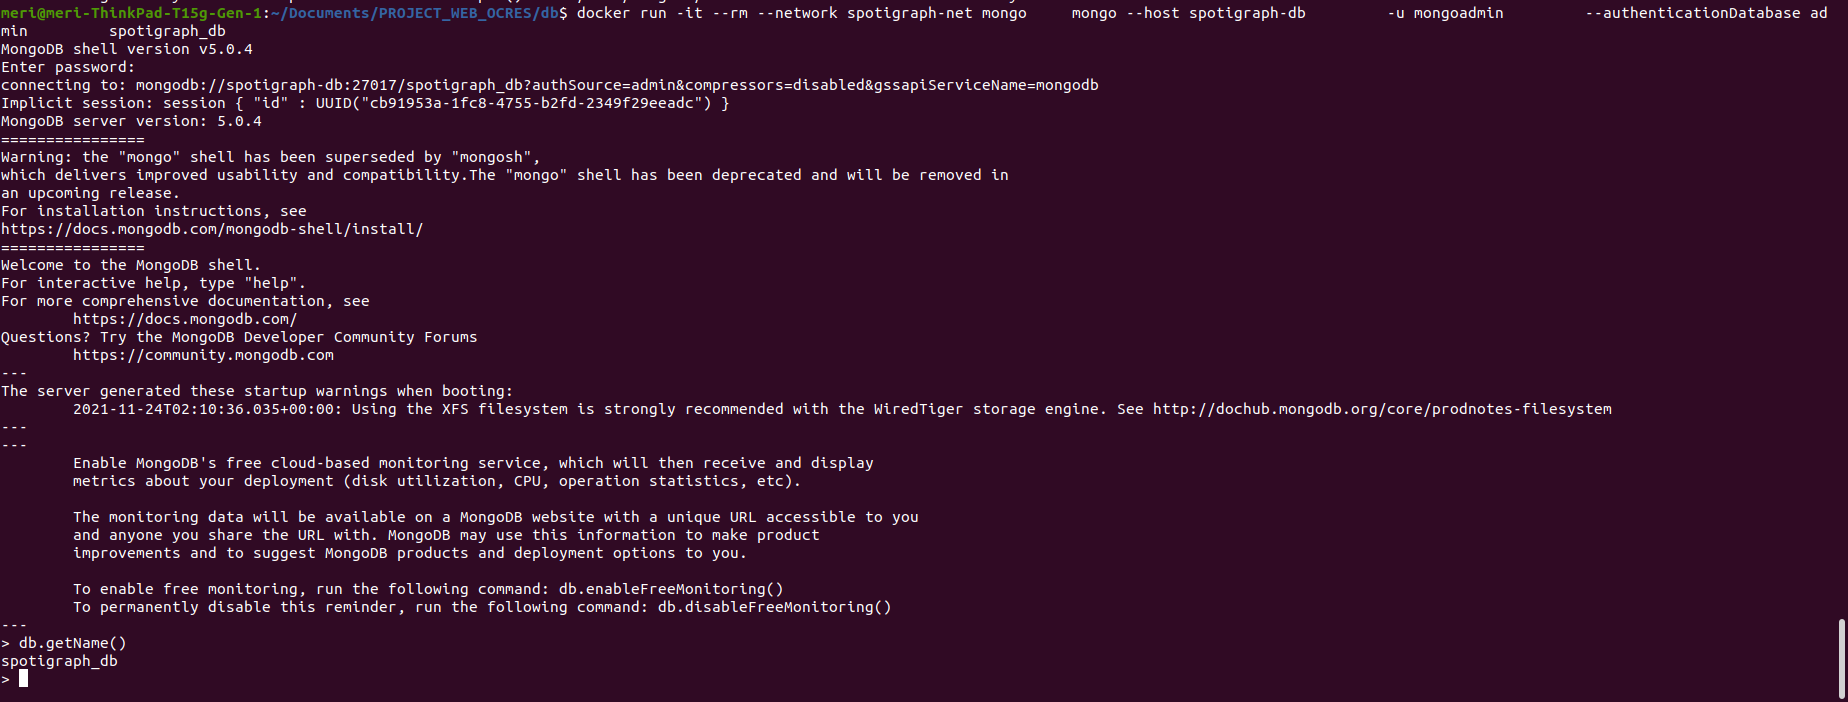 meri@meri-ThinkPad-T15g-Gen-1:~/Documents/PROJECT_WEB_OCRES/db$ docker run -it --rm --network spotigraph-net mongo     mongo --host spotigraph-db         -u mongoadmin         --authenticationDatabase ad
min         spotigraph_db
MongoDB shell version v5.0.4
Enter password:
connecting to: mongodb://spotigraph-db:27017/spotigraph_db?authSource=admin&compressors=disabled&gssapiServiceName=mongodb
Implicit session: session { "id" : UUID("cb91953a-1fc8-4755-b2fd-2349f29eeadc") }
MongoDB server version: 5.0.4
================
Warning: the "mongo" shell has been superseded by "mongosh",
which delivers improved usability and compatibility.The "mongo" shell has been deprecated and will be removed in
an upcoming release.
For installation instructions, see
https://docs.mongodb.com/mongodb-shell/install/
================
Welcome to the MongoDB shell.
For interactive help, type "help".
For more comprehensive documentation, see
        https://docs.mongodb.com/
Questions? Try the MongoDB Developer Community Forums
        https://community.mongodb.com
---
The server generated these startup warnings when booting:
        2021-11-24T02:10:36.035+00:00: Using the XFS filesystem is strongly recommended with the WiredTiger storage engine. See http://dochub.mongodb.org/core/prodnotes-filesystem
---
---
        Enable MongoDB's free cloud-based monitoring service, which will then receive and display
        metrics about your deployment (disk utilization, CPU, operation statistics, etc).

        The monitoring data will be available on a MongoDB website with a unique URL accessible to you
        and anyone you share the URL with. MongoDB may use this information to make product
        improvements and to suggest MongoDB products and deployment options to you.

        To enable free monitoring, run the following command: db.enableFreeMonitoring()
        To permanently disable this reminder, run the following command: db.disableFreeMonitoring()
---
> db.getName()
spotigraph_db
>